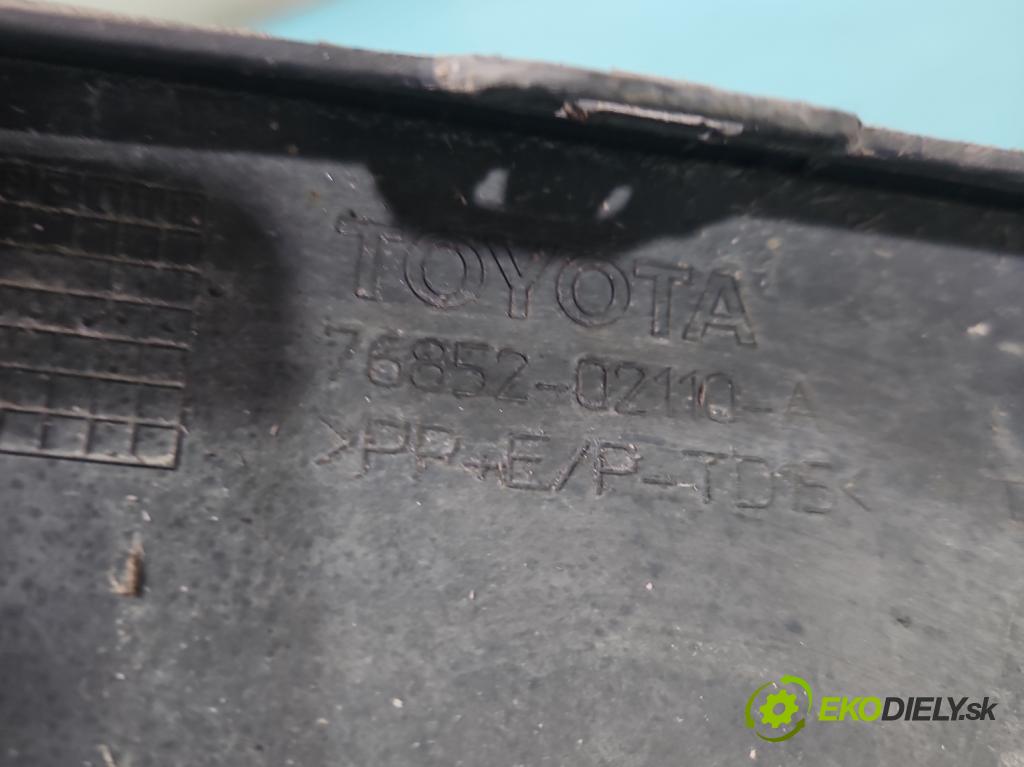 TOYOTA
76852-02110-A
>PP+E/P-TD15<
EKODIELY.sk